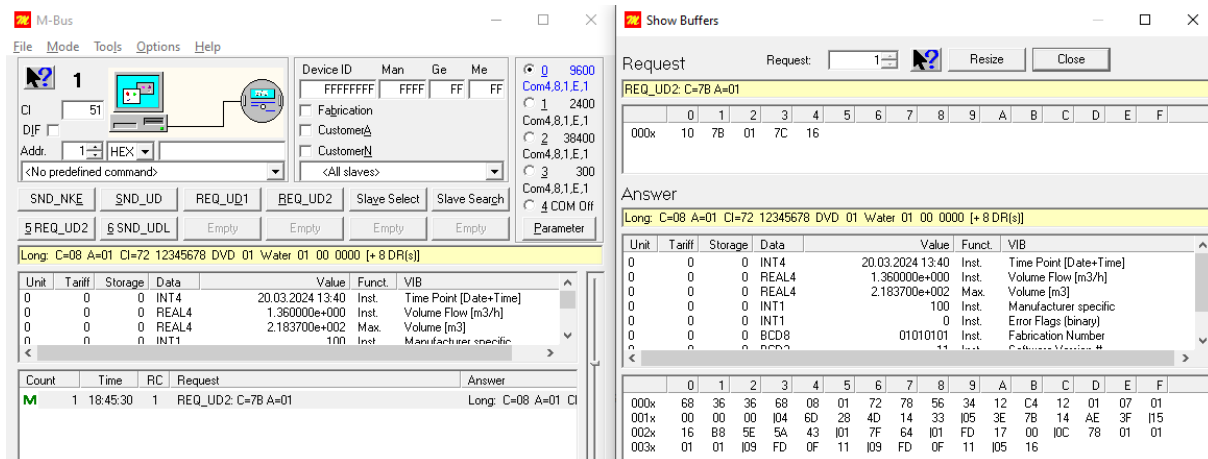 M-Bus
File Mode Tools Options Help
1
CI 51
DIF
Addr. 1 HEX
<No predefined command>
Device ID Man Ge Me
FFFFFFFF FFFF FF FF
Fabrication
CustomerA
CustomerN
<All slaves>
0 9600
Com4,8,1,E,1
1 2400
Com4,8,1,E,1
2 38400
Com4,8,1,E,1
3 300
Com4,8,1,E,1
4 COM Off
SND_NKE SND_UD REQ_UD1 REQ_UD2 Slave Select Slave Search
5 REQ_UD2 6 SND_UDL Empty Empty Empty Empty Parameter
Long: C=08 A=01 CI=72 12345678 DVD 01 Water 01 00 0000 [+ 8 DR(s)]
Unit Tariff Storage Data Value Funct. VIB
0 0 0 INT4 20.03.2024 13:40 Inst. Time Point [Date+Time]
0 0 0 REAL4 1.360000e+000 Inst. Volume Flow [m3/h]
0 0 0 REAL4 2.183700e+002 Max. Volume [m3]
0 0 0 INT1 100 Inst. Manufacturer specific
Count Time RC Request Answer
M 1 18:45:30 1 REQ_UD2: C=7B A=01 Long: C=08 A=01 CI
Show Buffers
Request Request: 1 Resize Close
REQ_UD2: C=7B A=01
0 1 2 3 4 5 6 7 8 9 A B C D E F
000x 10 7B 01 7C 16
Answer
Long: C=08 A=01 CI=72 12345678 DVD 01 Water 01 00 0000 [+ 8 DR(s)]
Unit Tariff Storage Data Value Funct. VIB
0 0 0 INT4 20.03.2024 13:40 Inst. Time Point [Date+Time]
0 0 0 REAL4 1.360000e+000 Inst. Volume Flow [m3/h]
0 0 0 REAL4 2.183700e+002 Max. Volume [m3]
0 0 0 INT1 100 Inst. Manufacturer specific
0 0 0 INT1 0 Inst. Error Flags (binary)
0 0 0 BCD8 01010101 Inst. Fabrication Number
0 0 0 BCD2 11 Inst. Software Version #
0 1 2 3 4 5 6 7 8 9 A B C D E F
000x 68 36 36 68 08 01 72 78 56 34 12 C4 12 01 07 01
001x 00 00 00 |04 6D 28 4D 14 33 |05 3E 7B 14 AE 3F |15
002x 16 B8 5E 5A 43 |01 7F 64 |01 FD 17 00 |0C 78 01 01
003x 01 01 |09 FD 0F 11 |09 FD 0F 11 |05 16